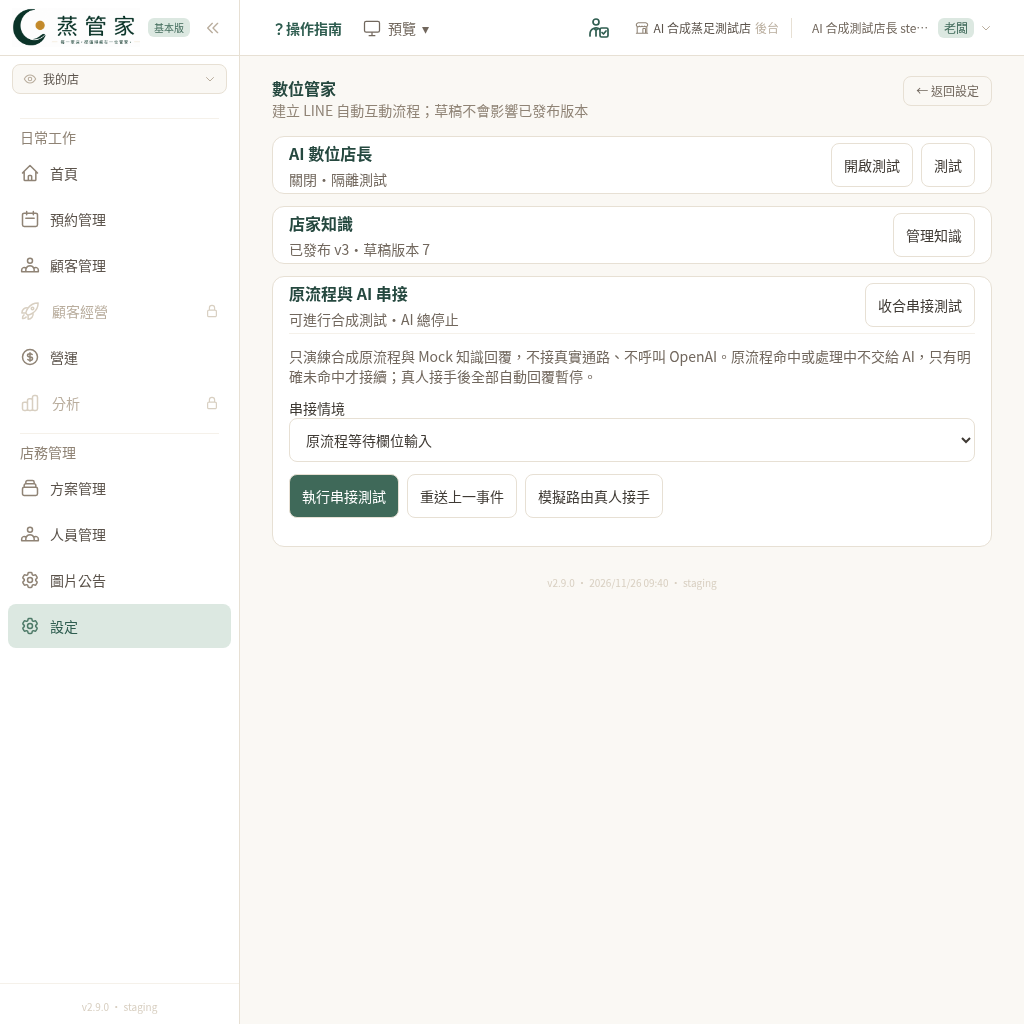 蒸管家
基本版
我的店
日常工作
首頁
預約管理
顧客管理
顧客經營
營運
分析
店務管理
方案管理
人員管理
圖片公告
設定
v2.9.0 · staging
? 操作指南
預覽 ▾
AI 合成蒸足測試店 後台
AI 合成測試店長 ste…
老闆
數位管家
建立 LINE 自動互動流程；草稿不會影響已發布版本
← 返回設定
AI 數位店長
關閉・隔離測試
開啟測試
測試
店家知識
已發布 v3・草稿版本 7
管理知識
原流程與 AI 串接
可進行合成測試・AI 總停止
收合串接測試
只演練合成原流程與 Mock 知識回覆，不接真實通路、不呼叫 OpenAI。原流程命中或處理中不交給 AI，只有明
確未命中才接續；真人接手後全部自動回覆暫停。
串接情境
原流程等待欄位輸入
執行串接測試
重送上一事件
模擬路由真人接手
v2.9.0 · 2026/11/26 09:40 · staging